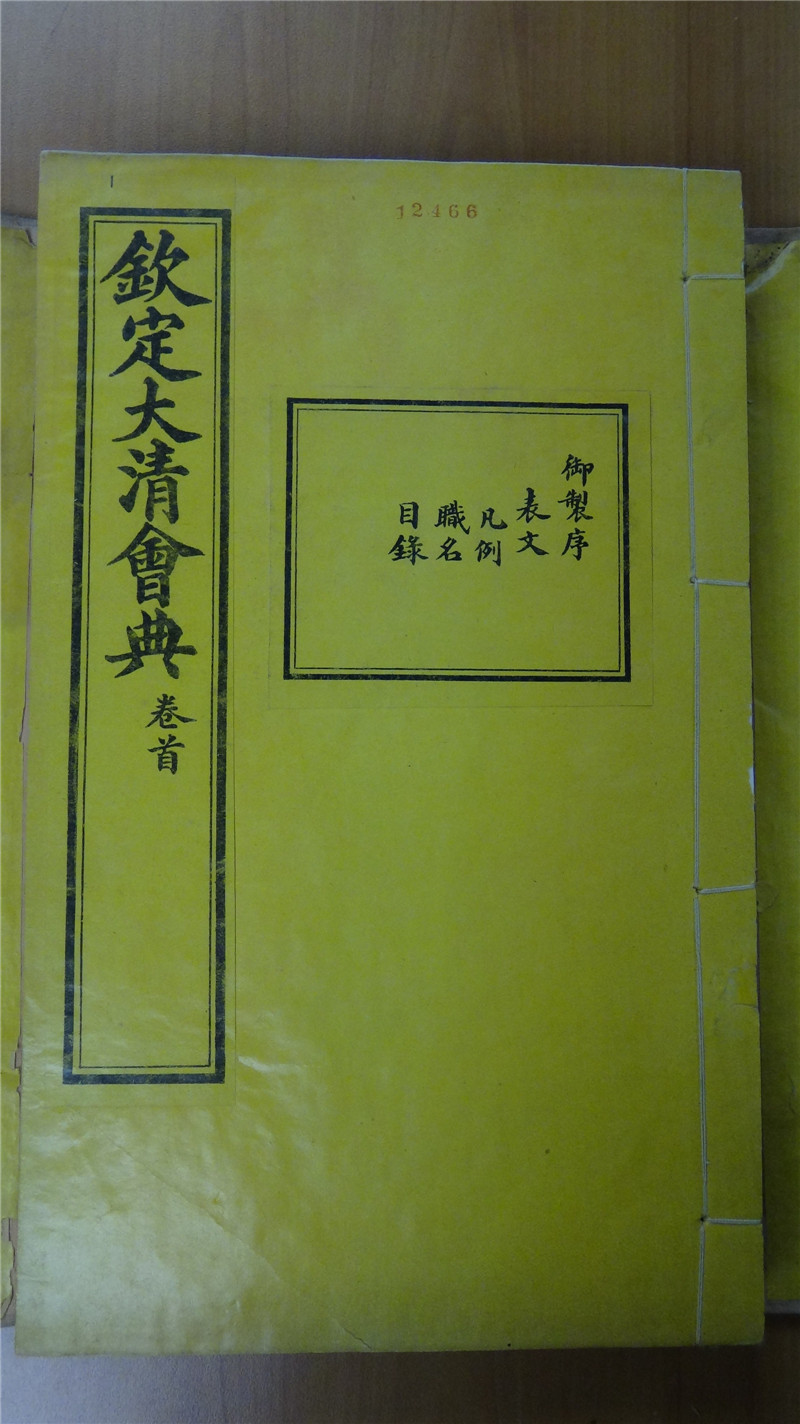 12466
御製序
表文
凡例
職名
目錄
欽定大清會典卷首